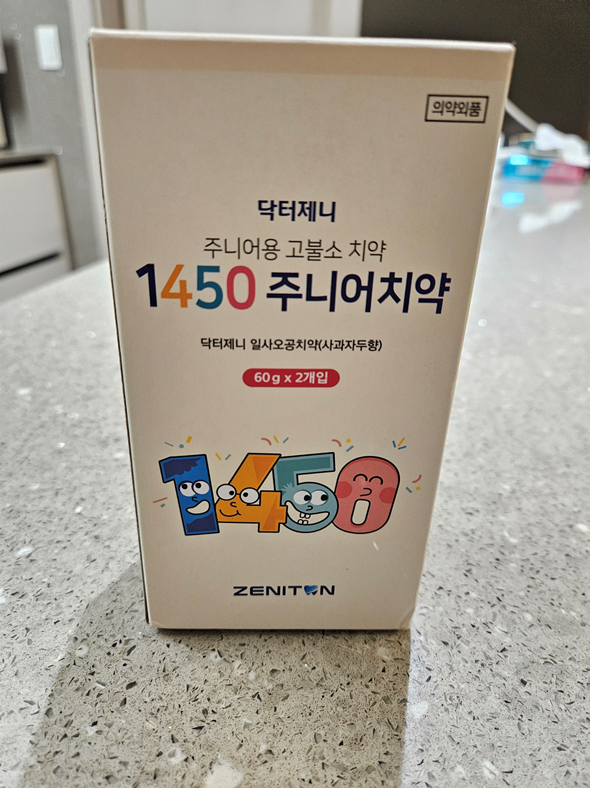 의약외품
닥터제니
주니어용 고불소 치약
1450 주니어치약
닥터제니 일사오공치약(사과자두향)
60g x 2개입
1450
ZENITON